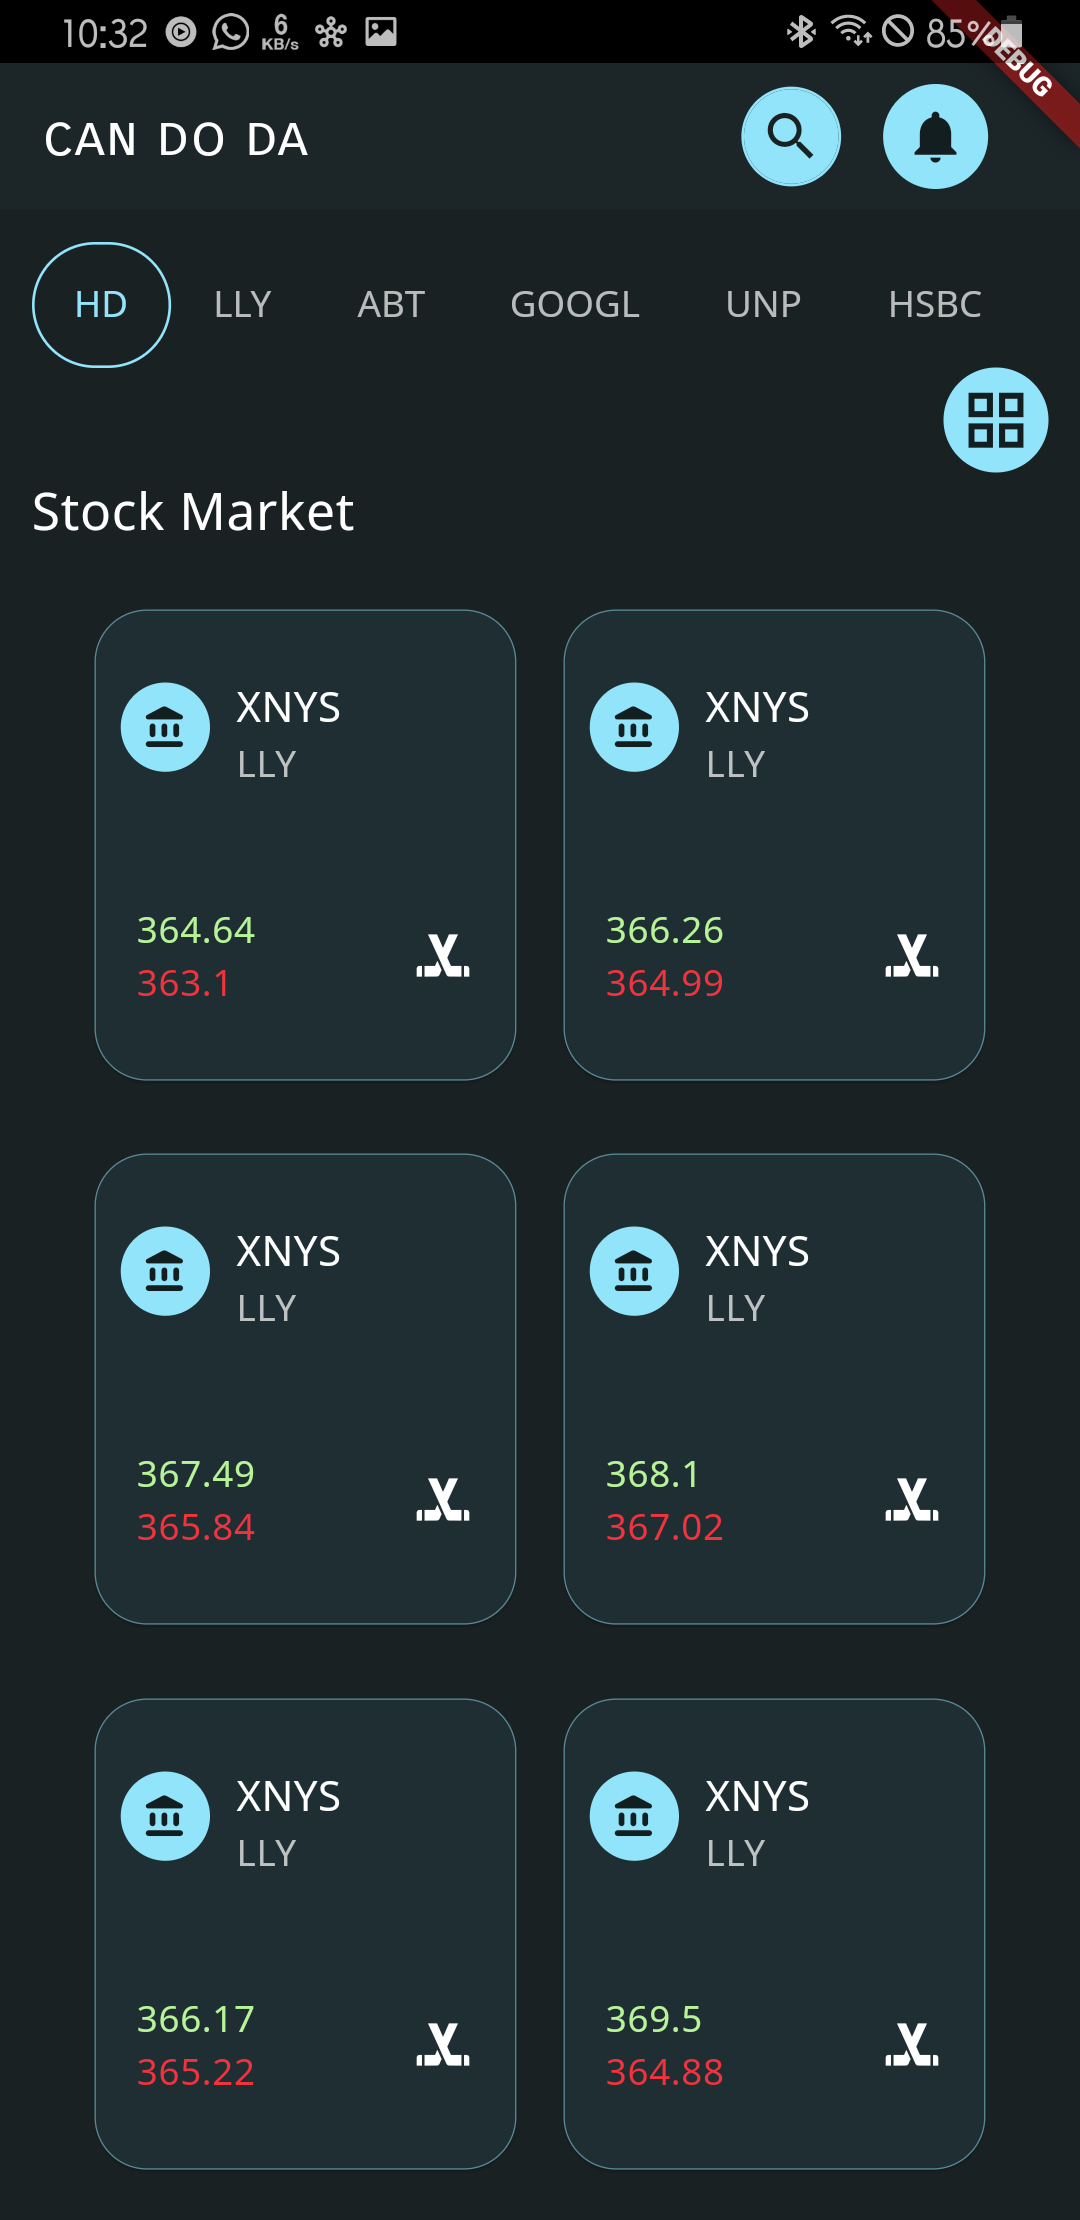 10:32 6 KB/s 85%
DEBUG
CAN DO DA
HD LLY ABT GOOGL UNP HSBC
Stock Market
XNYS
LLY
364.64
363.1
XNYS
LLY
366.26
364.99
XNYS
LLY
367.49
365.84
XNYS
LLY
368.1
367.02
XNYS
LLY
366.17
365.22
XNYS
LLY
369.5
364.88